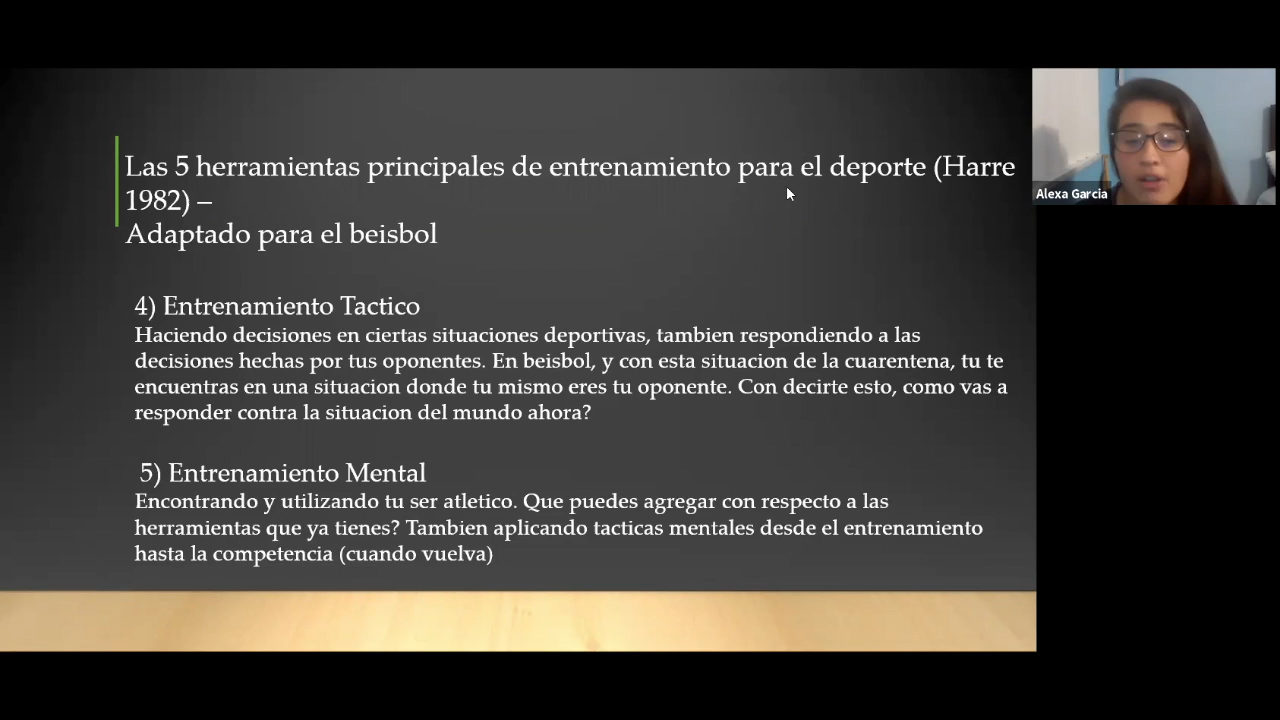 Las 5 herramientas principales de entrenamiento para el deporte (Harre
1982) –
Adaptado para el beisbol
4) Entrenamiento Tactico
Haciendo decisiones en ciertas situaciones deportivas, tambien respondiendo a las
decisiones hechas por tus oponentes. En beisbol, y con esta situacion de la cuarentena, tu te
encuentras en una situacion donde tu mismo eres tu oponente. Con decirte esto, como vas a
responder contra la situacion del mundo ahora?
5) Entrenamiento Mental
Encontrando y utilizando tu ser atletico. Que puedes agregar con respecto a las
herramientas que ya tienes? Tambien aplicando tacticas mentales desde el entrenamiento
hasta la competencia (cuando vuelva)
Alexa Garcia